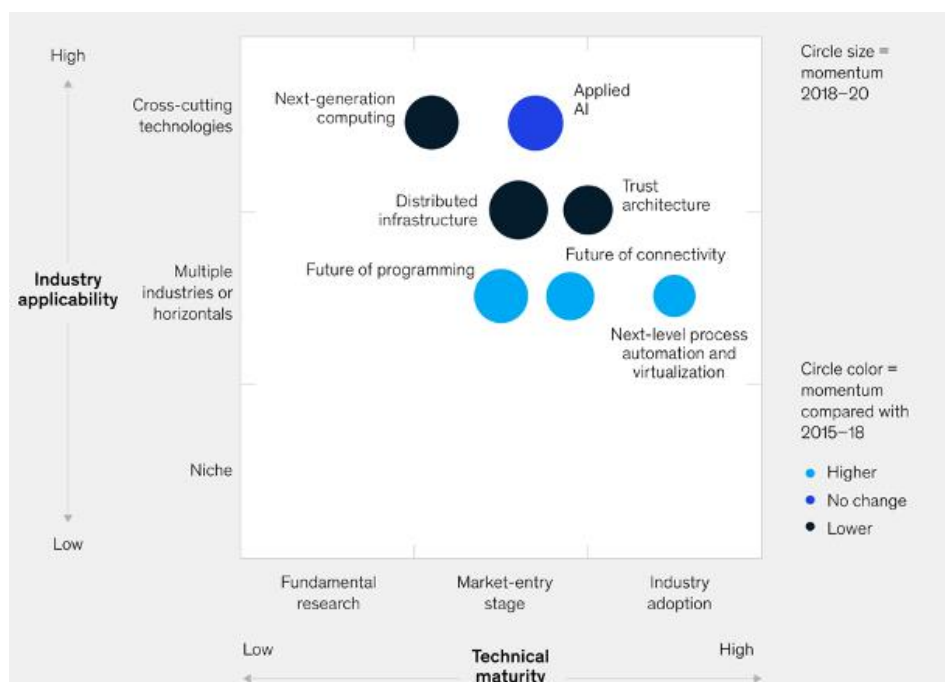 High
Cross-cutting
technologies
Industry
applicability
Multiple
industries or
horizontals
Niche
Low
Next-generation
computing
Applied
AI
Distributed
infrastructure
Trust
architecture
Future of programming
Future of connectivity
Next-level process
automation and
virtualization
Circle size =
momentum
2018–20
Circle color =
momentum
compared with
2015–18
Higher
No change
Lower
Fundamental
research
Market-entry
stage
Industry
adoption
Low
Technical
maturity
High